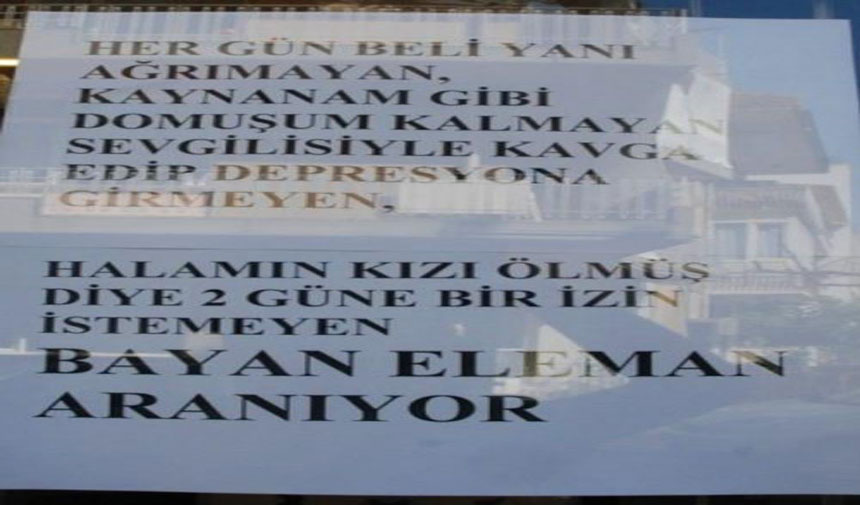 HER GÜN BELİ YANI
AĞRIMAYAN,
KAYNANAM GİBİ
DOMUŞUM KALMAYAN
SEVGİLİSİYLE KAVGA
EDİP DEPRESYONA
GİRMEYEN,
HALAMIN KIZI ÖLMÜŞ
DİYE 2 GÜNE BİR İZİN
İSTEMEYEN
BAYAN ELEMAN
ARANIYOR